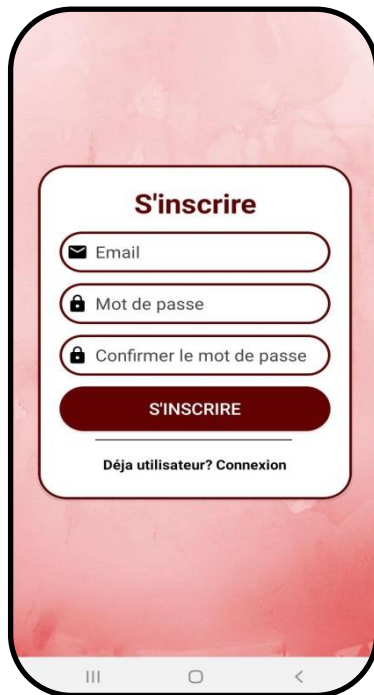 S'inscrire
Email
Mot de passe
Confirmer le mot de passe
S'INSCRIRE
Déja utilisateur? Connexion